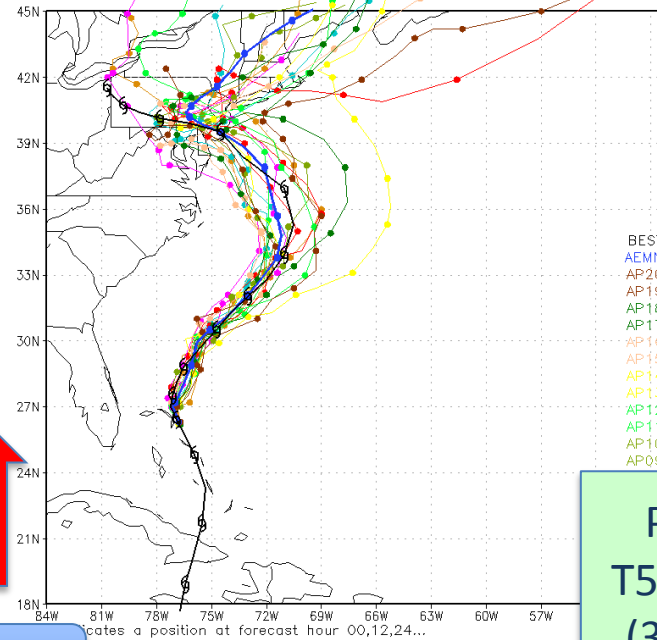 45N
42N
39N
36N
33N
30N
27N
24N
21N
18N
84W 81W 78W 75W 72W 69W 66W 63W 60W 57W
BEST
AEMN
AP20
AP19
AP18
AP17
AP16
AP15
AP14
AP13
AP12
AP11
AP10
AP09
T5
(3
icates a position at forecast hour 00,12,24...